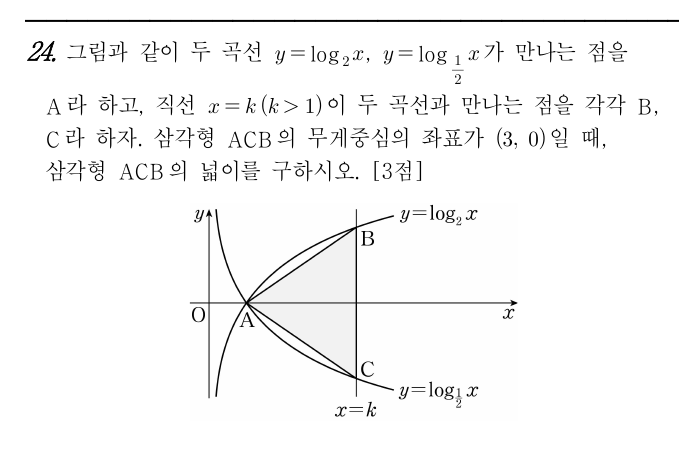 24. 그림과 같이 두 곡선 y=log₂x, y=log_{1/2}x가 만나는 점을
A라 하고, 직선 x=k(k>1)이 두 곡선과 만나는 점을 각각 B,
C라 하자. 삼각형 ACB의 무게중심의 좌표가 (3, 0)일 때,
삼각형 ACB의 넓이를 구하시오. [3점]
y
y=log₂x
B
O
A
x
C
y=log_{1/2}x
x=k